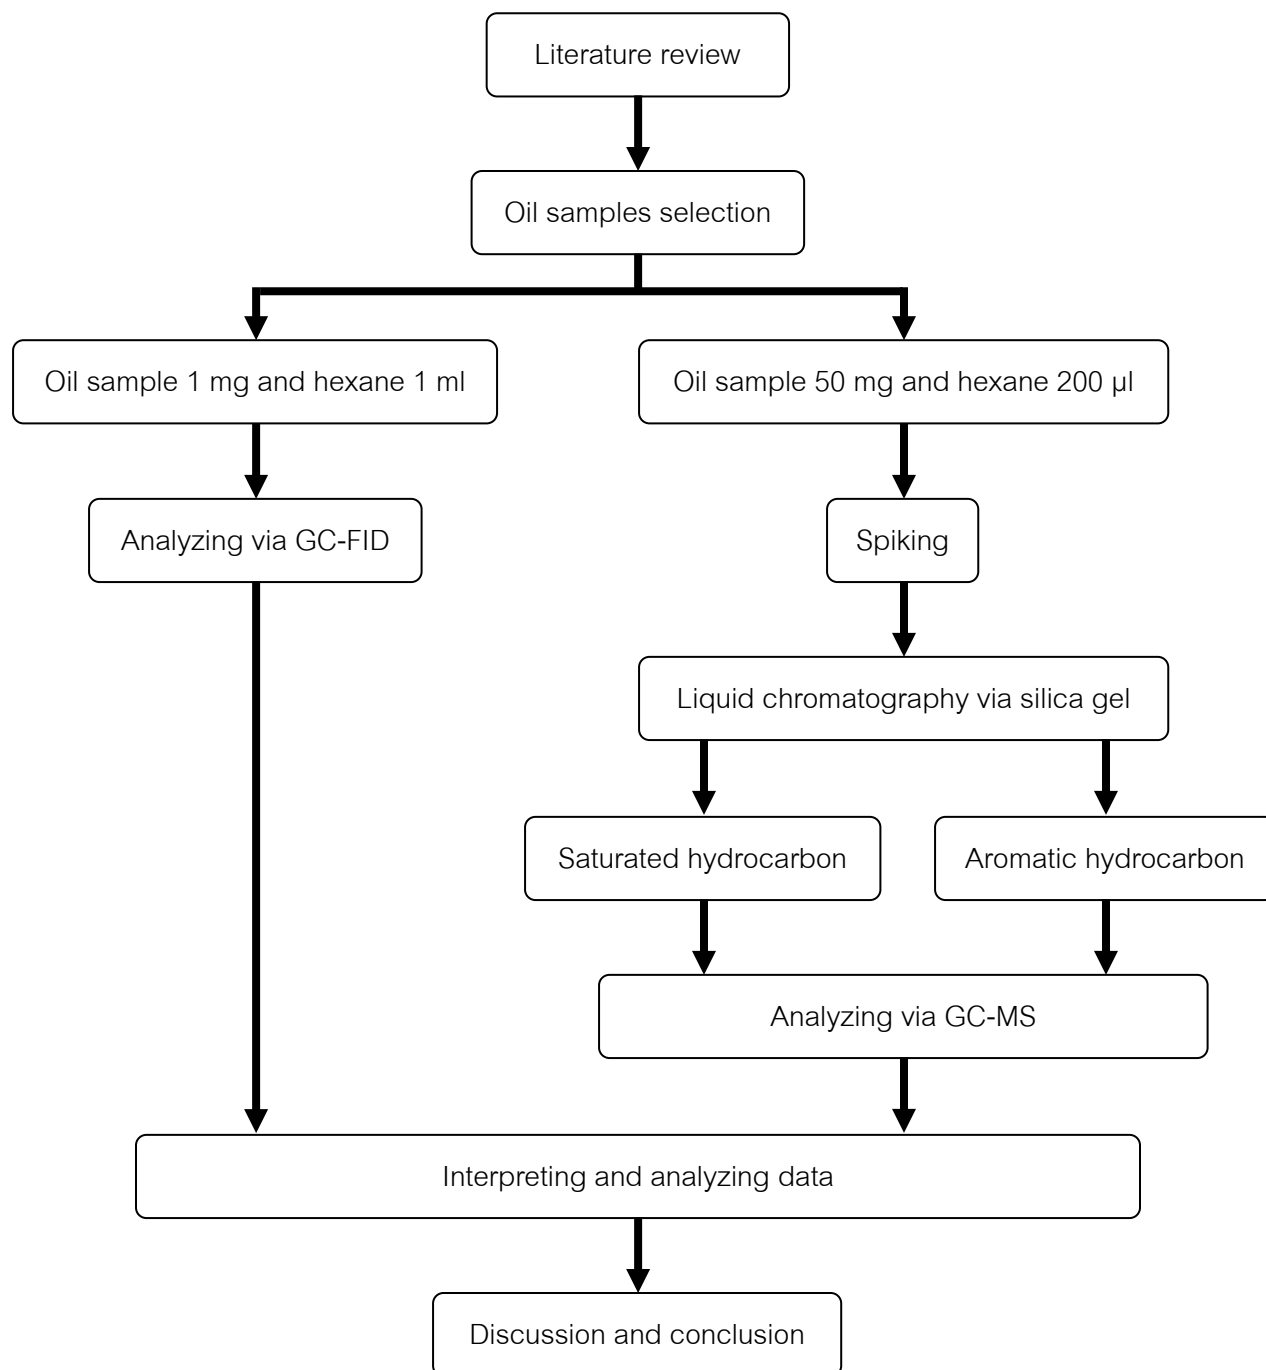 Literature review
Oil samples selection
Oil sample 1 mg and hexane 1 ml
Oil sample 50 mg and hexane 200 µl
Analyzing via GC-FID
Spiking
Liquid chromatography via silica gel
Saturated hydrocarbon
Aromatic hydrocarbon
Analyzing via GC-MS
Interpreting and analyzing data
Discussion and conclusion